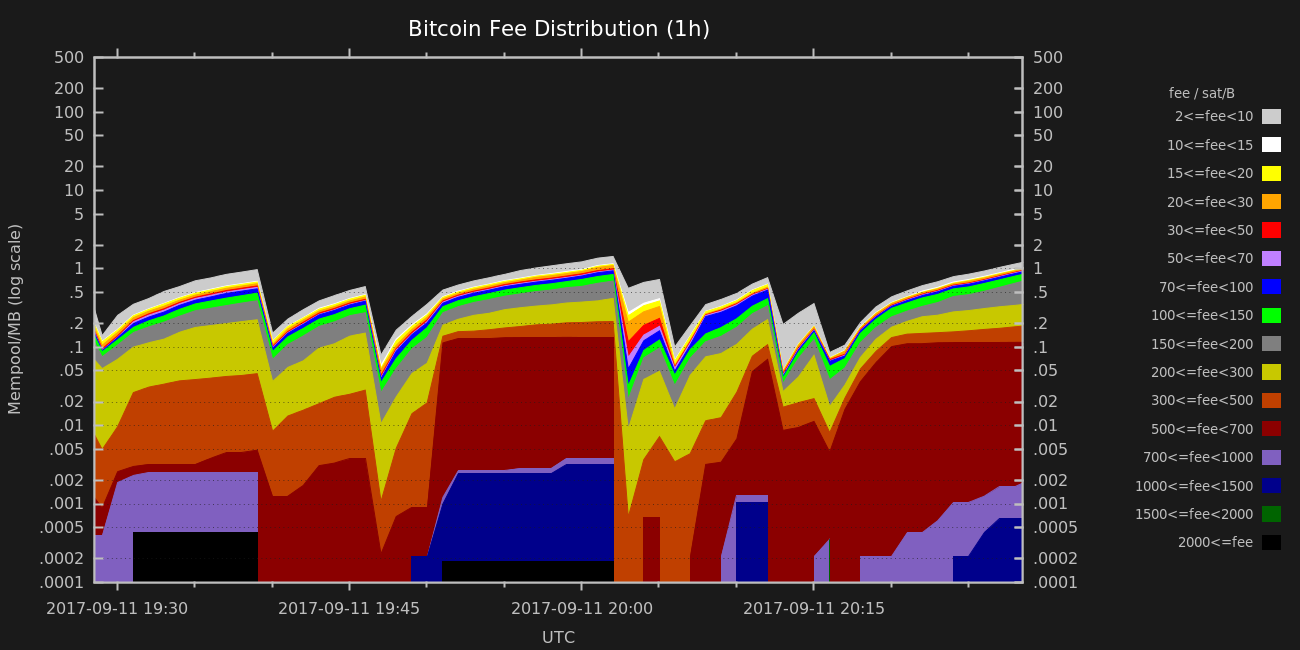 Bitcoin Fee Distribution (1h)
Mempool/MB (log scale)
500
200
100
50
20
10
5
2
1
.5
.2
.1
.05
.02
.01
.005
.002
.001
.0005
.0002
.0001
500
200
100
50
20
10
5
2
1
.5
.2
.1
.05
.02
.01
.005
.002
.001
.0005
.0002
.0001
2017-09-11 19:30 2017-09-11 19:45 2017-09-11 20:00 2017-09-11 20:15
UTC
fee / sat/B
2<=fee<10
10<=fee<15
15<=fee<20
20<=fee<30
30<=fee<50
50<=fee<70
70<=fee<100
100<=fee<150
150<=fee<200
200<=fee<300
300<=fee<500
500<=fee<700
700<=fee<1000
1000<=fee<1500
1500<=fee<2000
2000<=fee